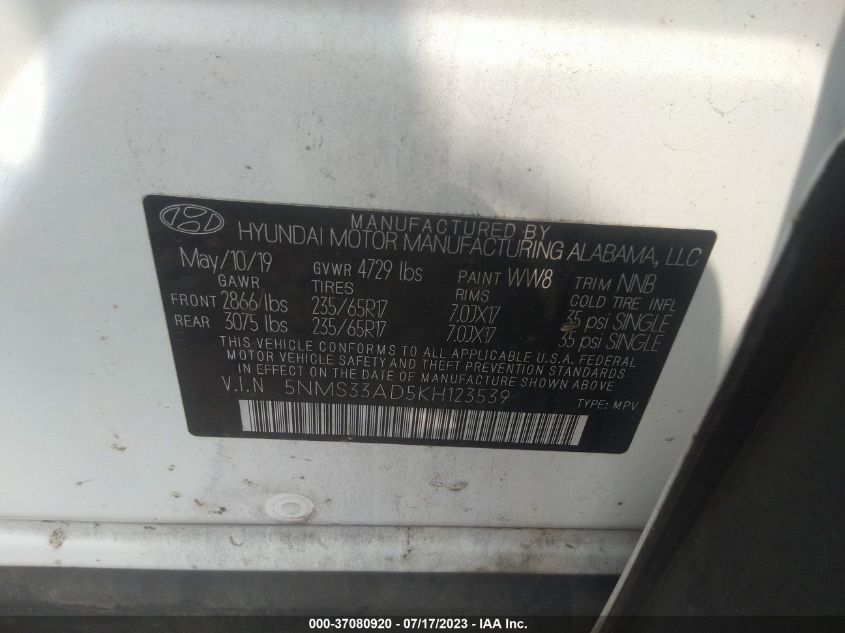 MANUFACTURED BY
HYUNDAI MOTOR MANUFACTURING ALABAMA, LLC
May/10/19 GVWR 4729 lbs PAINT WW8 TRIM NNB
GAWR TIRES RIMS COLD TIRE INFL
FRONT 2866 lbs 235/65R17 7.0JX17 35 psi SINGLE
REAR 3075 lbs 235/65R17 7.0JX17 35 psi SINGLE
THIS VEHICLE CONFORMS TO ALL APPLICABLE U.S.A. FEDERAL
MOTOR VEHICLE SAFETY AND THEFT PREVENTION STANDARDS
IN EFFECT ON THE DATE OF MANUFACTURE SHOWN ABOVE
V.I.N 5NMS33AD5KH123539 TYPE: MPV
000-37080920 - 07/17/2023 - IAA Inc.